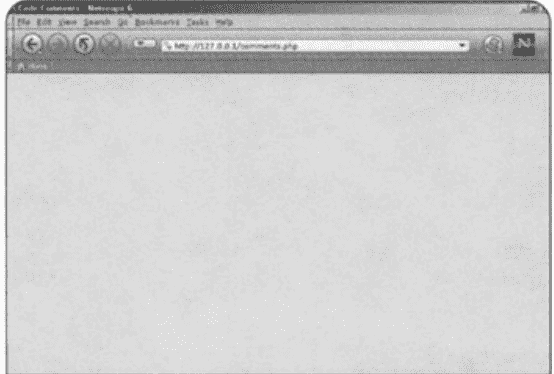 Code Comments - Netscape 6
File Edit View Search Go Bookmarks Tasks Help
http://127.0.0.1/comments.php
Home
N